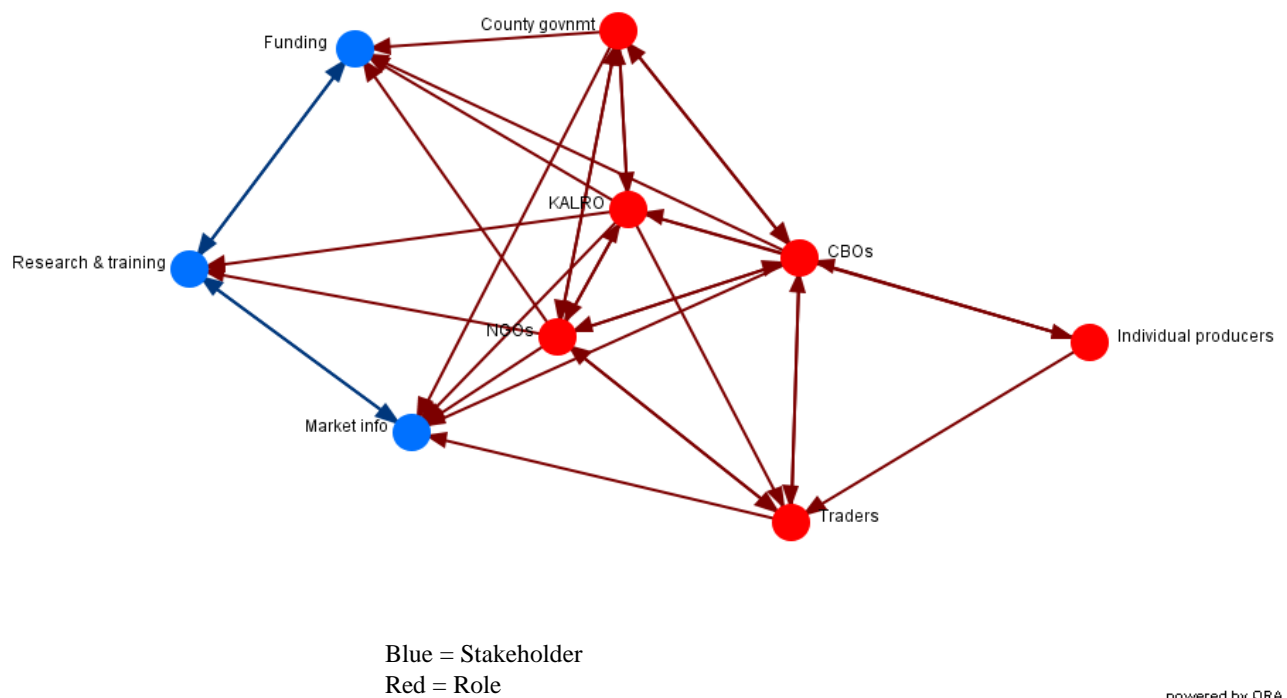 County govnmt
Funding
KALRO
CBOs
Research & training
NGOs
Individual producers
Market info
Traders
Blue = Stakeholder
Red = Role
powered by ORA